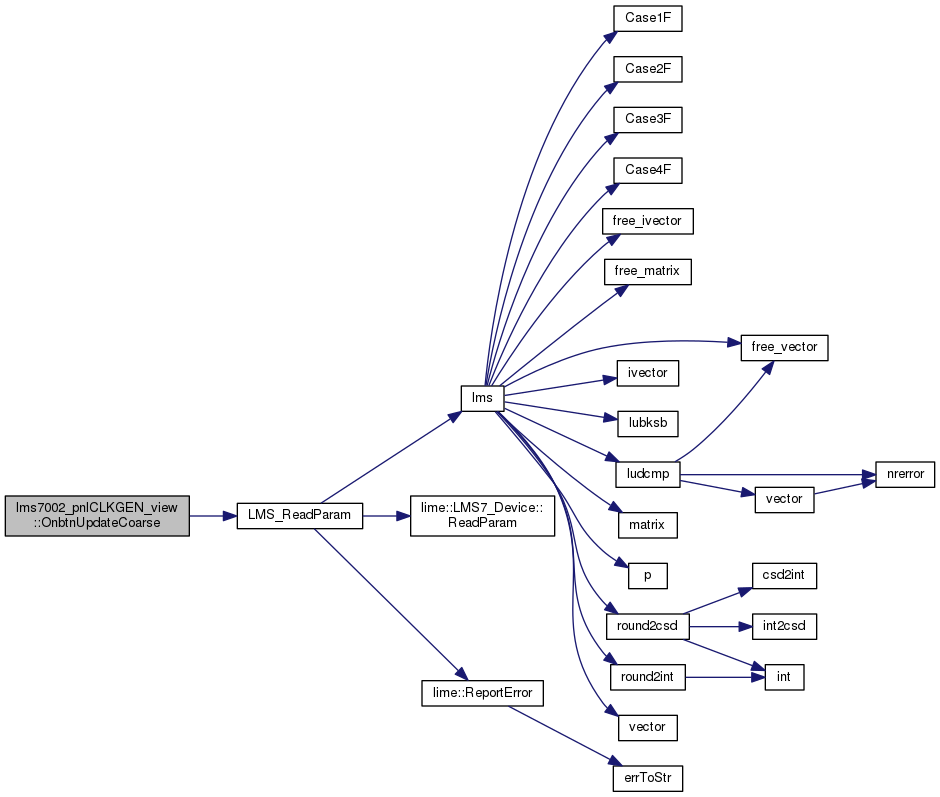 Case1F
Case2F
Case3F
Case4F
free_ivector
free_matrix
free_vector
ivector
lms
lubksb
ludcmp
nrerror
vector
lms7002_pnlCLKGEN_view
::OnbtnUpdateCoarse
LMS_ReadParam
lime::LMS7_Device::
ReadParam
matrix
p
csd2int
round2csd
int2csd
round2int
int
lime::ReportError
vector
errToStr